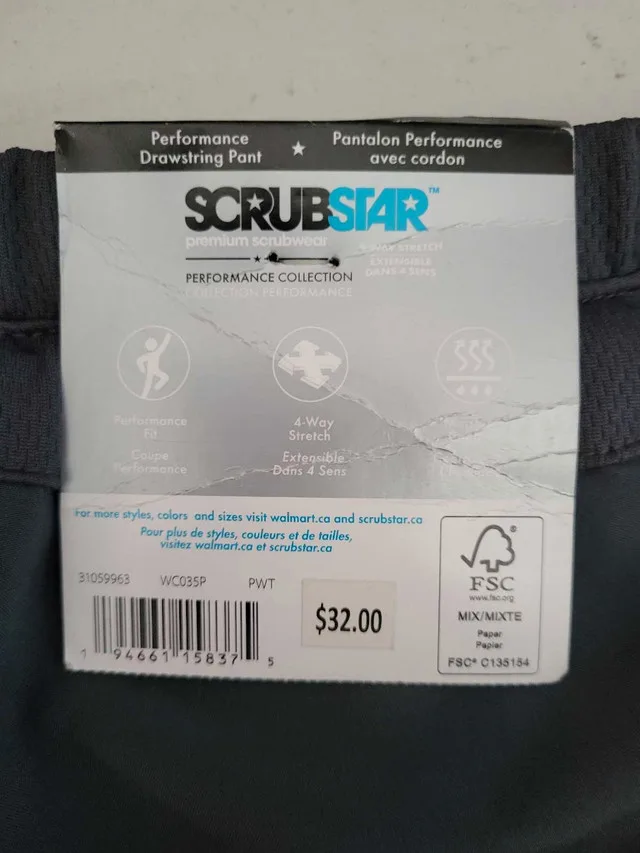 Performance
Drawstring Pant
Pantalon Performance
avec cordon
SCRUBSTAR™
premium scrubwear
4-WAY STRETCH
EXTENSIBLE
DANS 4 SENS
PERFORMANCE COLLECTION
COLLECTION PERFORMANCE
Performance
Fit
Coupe
Performance
4-Way
Stretch
Extensible
Dans 4 Sens
For more styles, colors and sizes visit walmart.ca and scrubstar.ca
Pour plus de styles, couleurs et de tailles,
visitez walmart.ca et scrubstar.ca
31059963 WC035P PWT
$32.00
1 94661 15837 5
FSC
www.fsc.org
MIX/MIXTE
Paper
Papier
FSC® C135154